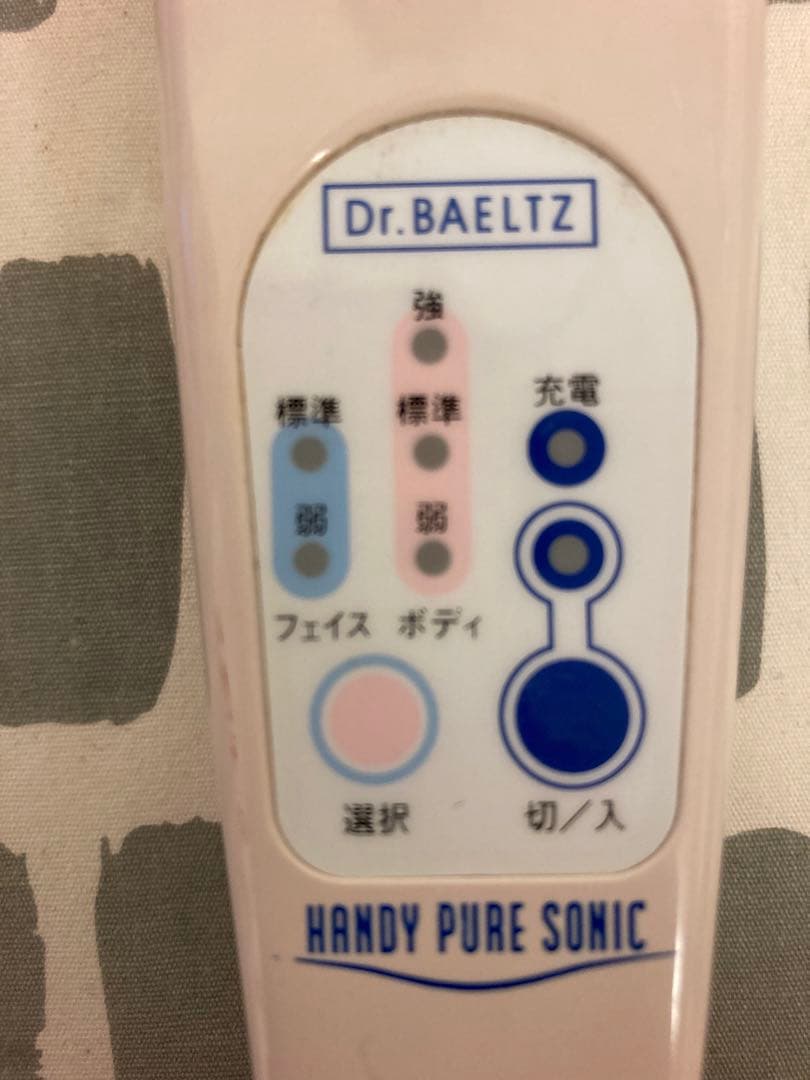 Dr.BAELTZ
強
標準 標準 充電
弱 弱
フェイス ボディ
選択 切／入
HANDY PURE SONIC